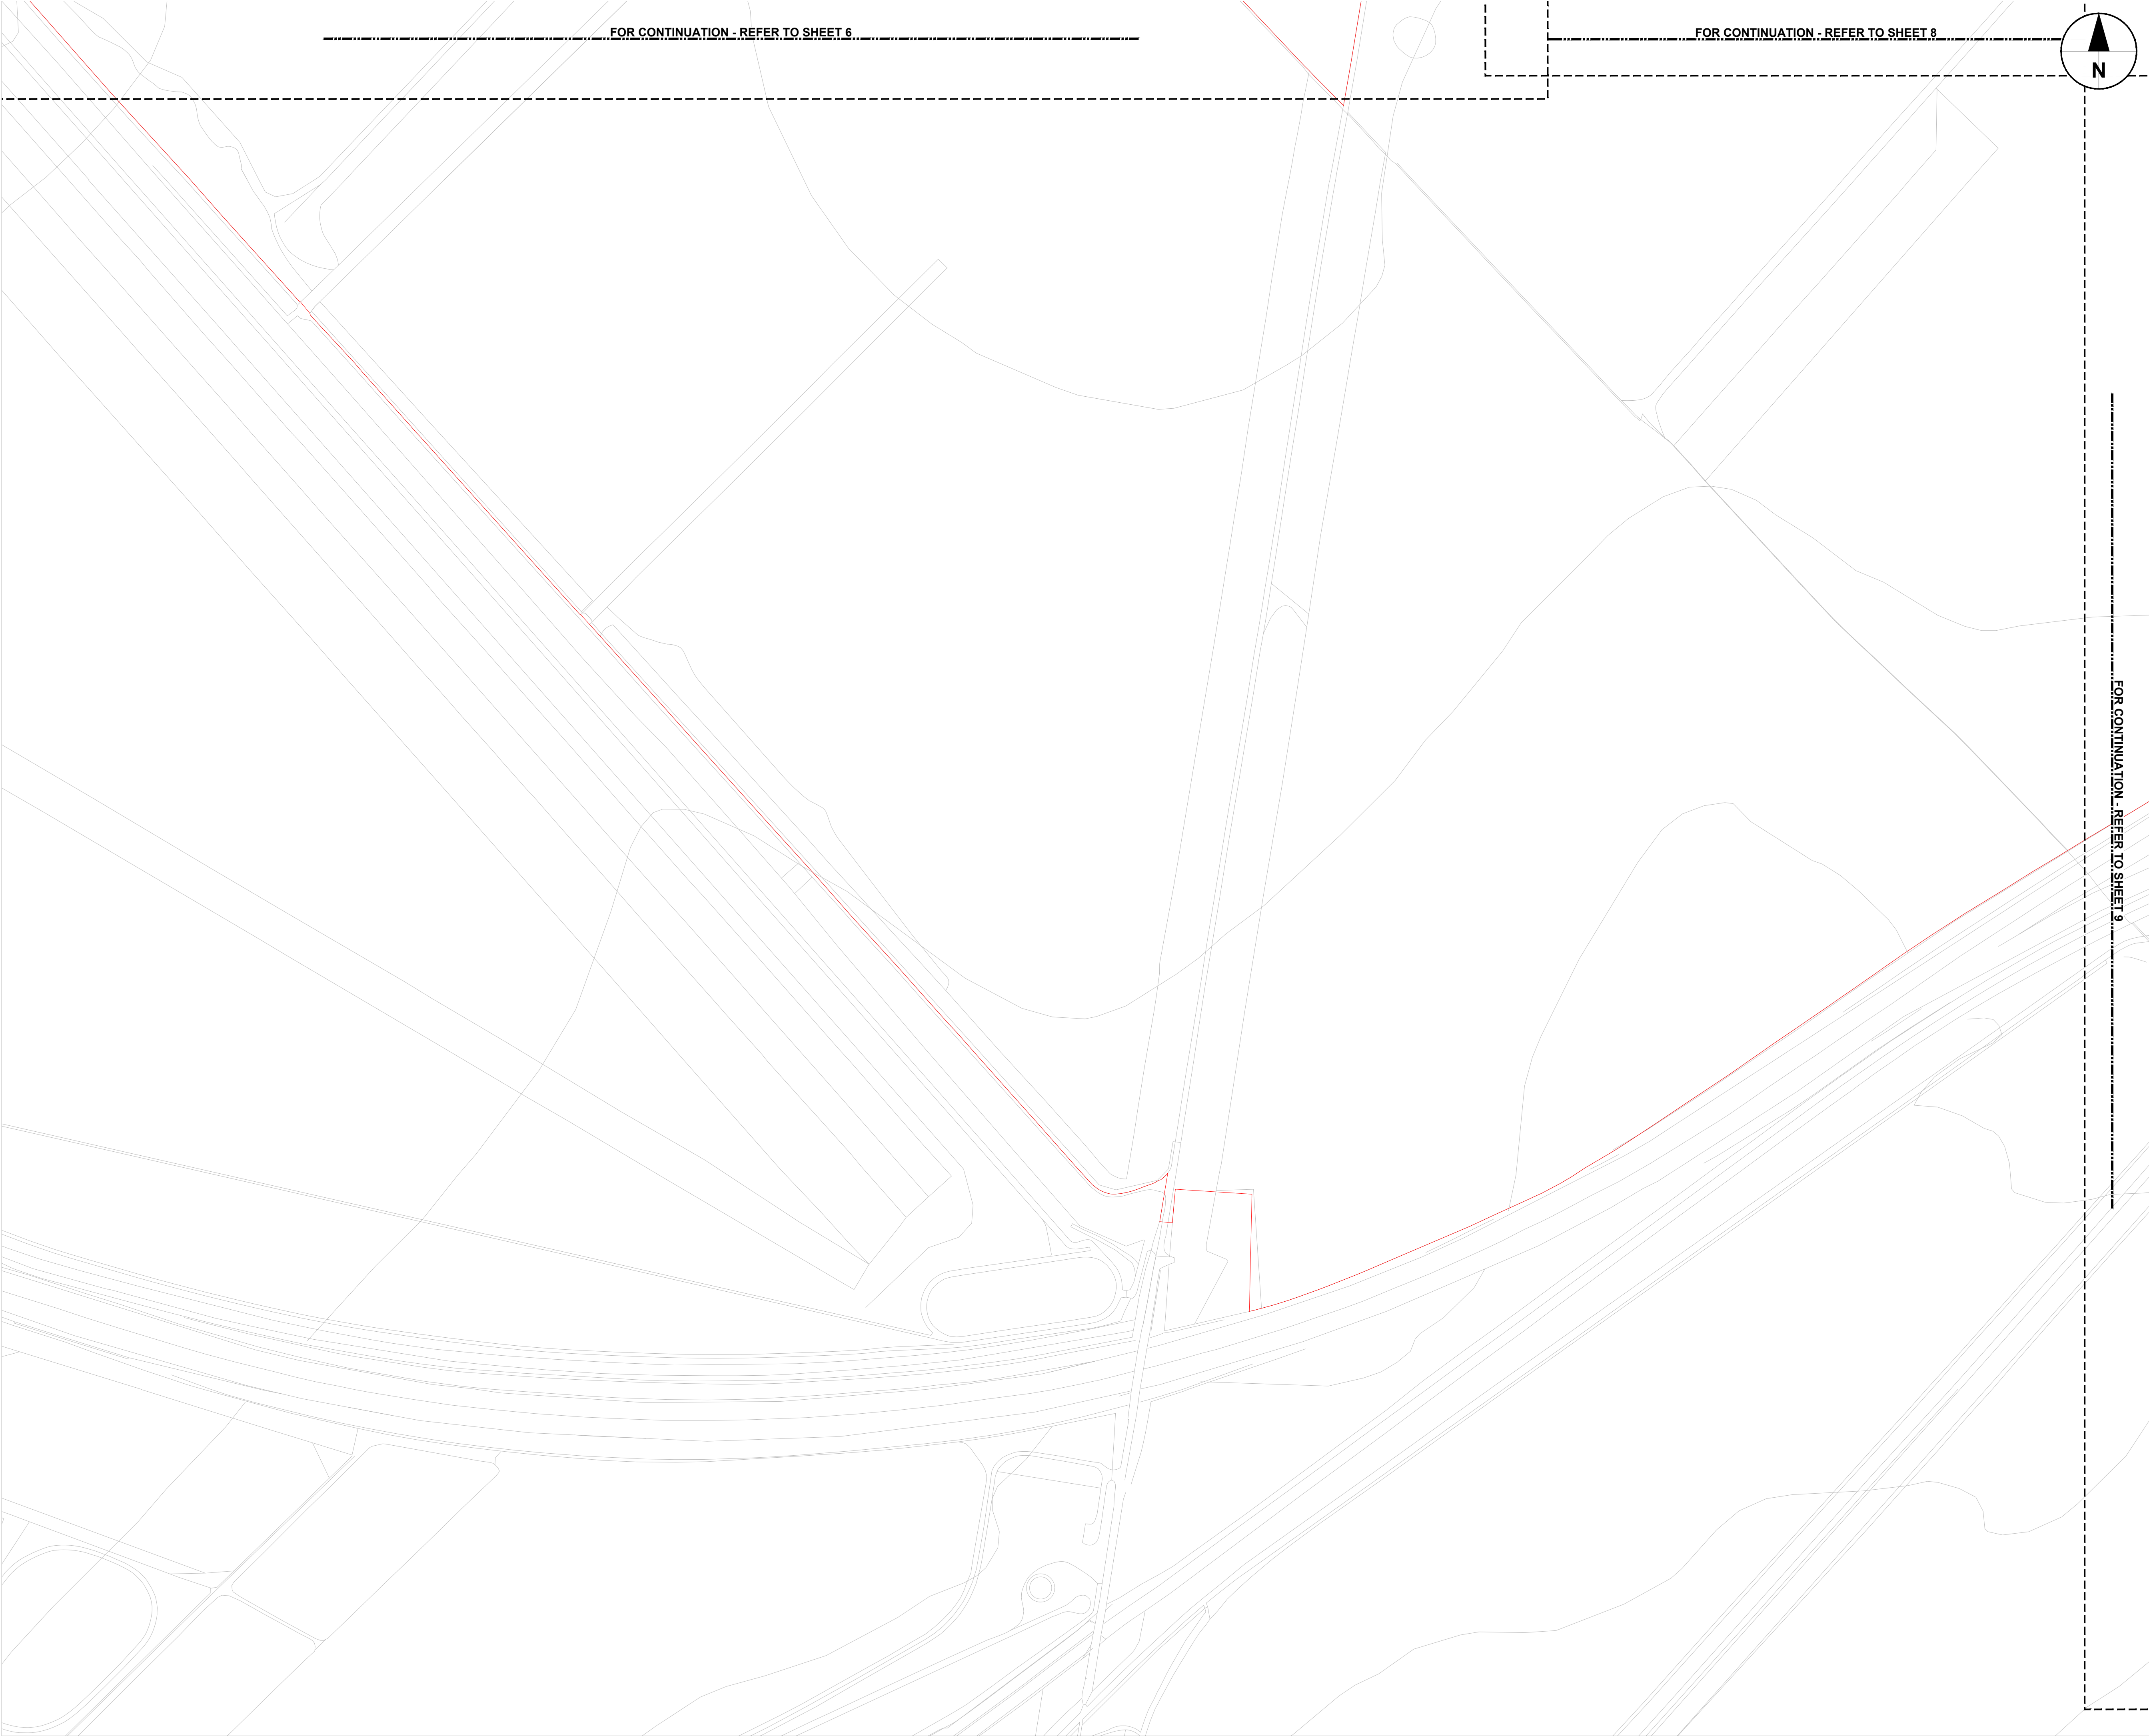 FOR CONTINUATION - REFER TO SHEET 6
FOR CONTINUATION - REFER TO SHEET 8
N
FOR CONTINUATION - REFER TO SHEET 9